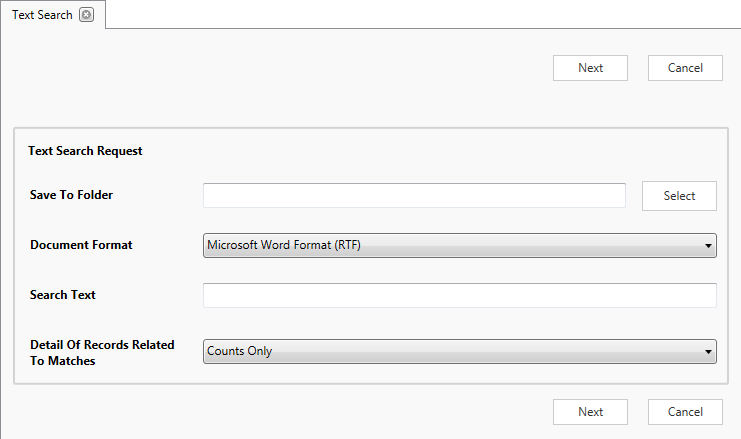 Text Search
Next Cancel
Text Search Request
Save To Folder Select
Document Format Microsoft Word Format (RTF)
Search Text
Detail Of Records Related
To Matches
Counts Only
Next Cancel